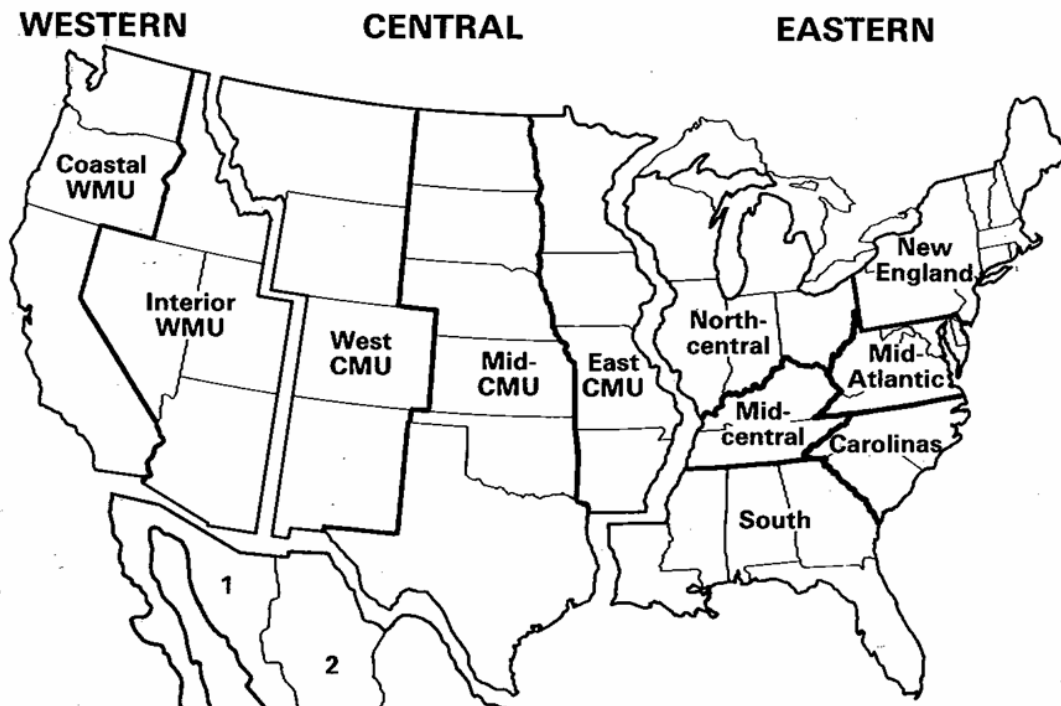 WESTERN
CENTRAL
EASTERN
Coastal
WMU
Interior
WMU
West
CMU
Mid-
CMU
East
CMU
North-
central
New
England
Mid-
Atlantic
Mid-
central
Carolinas
South
1
2